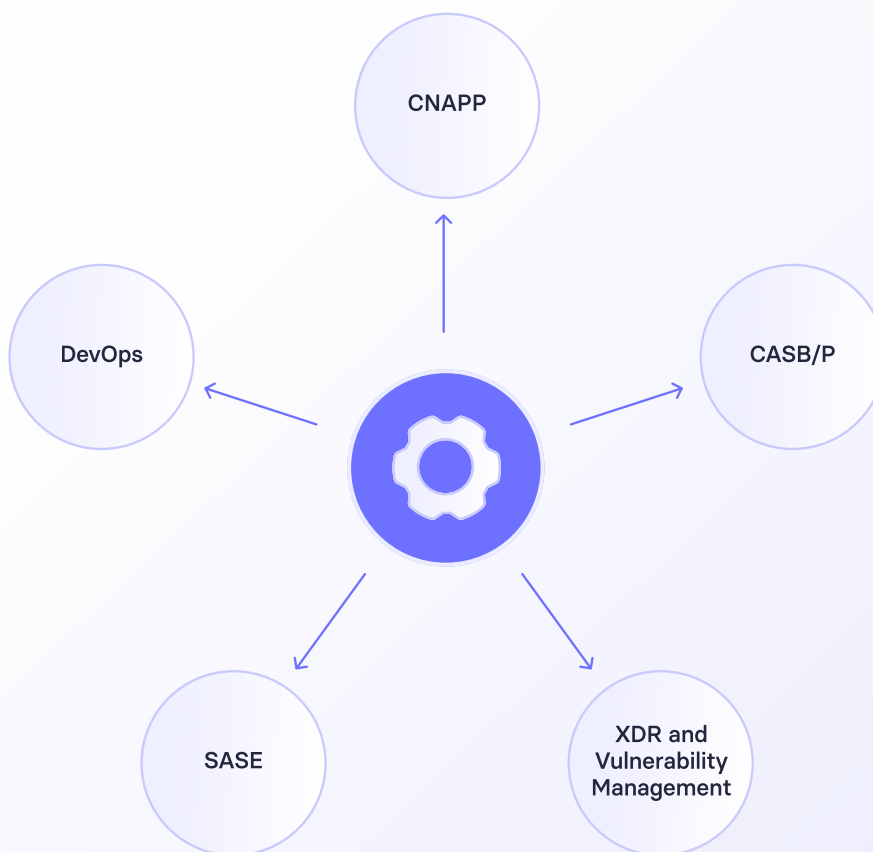 CNAPP
DevOps
CASB/P
SASE
XDR and
Vulnerability
Management